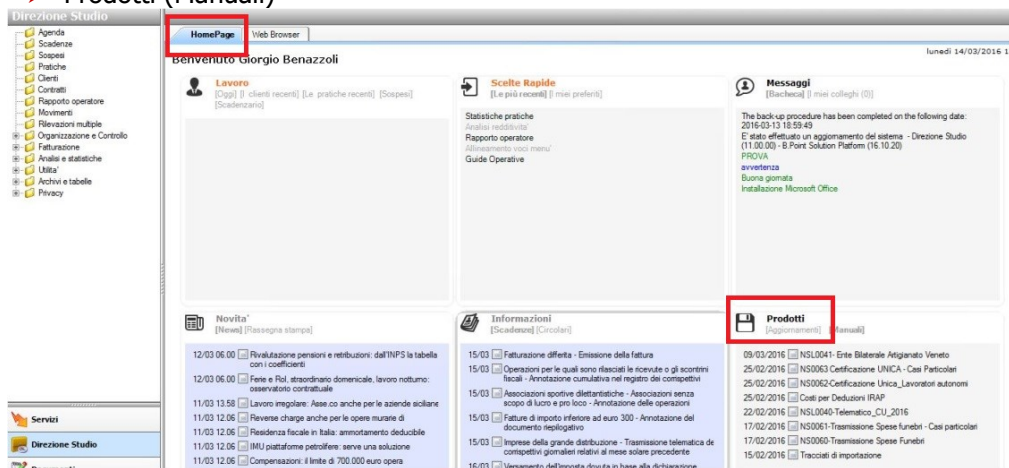 Prodotti (Manuali)
Direzione Studio
Agenda
Scadenze
Sospesi
Pratiche
Clienti
Contratti
Rapporto operatore
Movimenti
Rilevazioni multiple
Organizzazione e Controllo
Fatturazione
Analisi e statistiche
Utilita'
Archivi e tabelle
Privacy
Servizi
Direzione Studio
HomePage
Web Browser
lunedì 14/03/2016 1
Benvenuto Giorgio Benazzoli
Lavoro
[Oggi] [I clienti recenti] [Le pratiche recenti] [Sospesi]
[Scadenzario]
Scelte Rapide
[Le più recenti] [I miei preferiti]
Statistiche pratiche
Analisi redditivita'
Rapporto operatore
Allineamento voci menu'
Guide Operative
Messaggi
[Bacheca] [I miei colleghi (0)]
The back-up procedure has been completed on the following date:
2016-03-13 18:59:49
E' stato effettuato un aggiornamento del sistema - Direzione Studio
(11.00.00) - B.Point Solution Platform (16.10.20)
PROVA
avvertenza
Buona giornata
Installazione Microsoft Office
Novita'
[News] [Rassegna stampa]
12/03 06.00 Rivalutazione pensioni e retribuzioni: dall'INPS la tabella
con i coefficienti
12/03 06.00 Ferie e Rol, straordinario domenicale, lavoro notturno:
osservatorio contrattuale
11/03 13.58 Lavoro irregolare: Asse.co anche per le aziende siciliane
11/03 12.06 Reverse charge anche per le opere murarie di
11/03 12.06 Residenza fiscale in Italia: ammortamento deducibile
11/03 12.06 IMU piattaforme petrolifere: serve una soluzione
11/03 12.06 Compensazioni: il limite di 700.000 euro opera
Informazioni
[Scadenze] [Circolari]
15/03 Fatturazione differita - Emissione della fattura
15/03 Operazioni per le quali sono rilasciati le ricevute o gli scontrini
fiscali - Annotazione cumulativa nel registro dei corrispettivi
15/03 Associazioni sportive dilettantistiche - Associazioni senza
scopo di lucro e pro loco - Annotazione delle operazioni
15/03 Fatture di importo inferiore ad euro 300 - Annotazione del
documento riepilogativo
15/03 Imprese della grande distribuzione - Trasmissione telematica dei
corrispettivi giornalieri relativi al mese solare precedente
16/03 Versamento dell'imposta dovuta in base alla dichiarazione
Prodotti
[Aggiornamenti] [Manuali]
09/03/2016 NSL0041- Ente Bilaterale Artigianato Veneto
25/02/2016 NS0063 Certificazione UNICA - Casi Particolari
25/02/2016 NS0062-Certificazione Unica_Lavoratori autonomi
25/02/2016 Costi per Deduzioni IRAP
22/02/2016 NSL0040-Telematico_CU_2016
17/02/2016 NS0061-Trasmissione Spese funebri - Casi particolari
17/02/2016 NS0060-Trasmissione Spese Funebri
15/02/2016 Tracciati di importazione